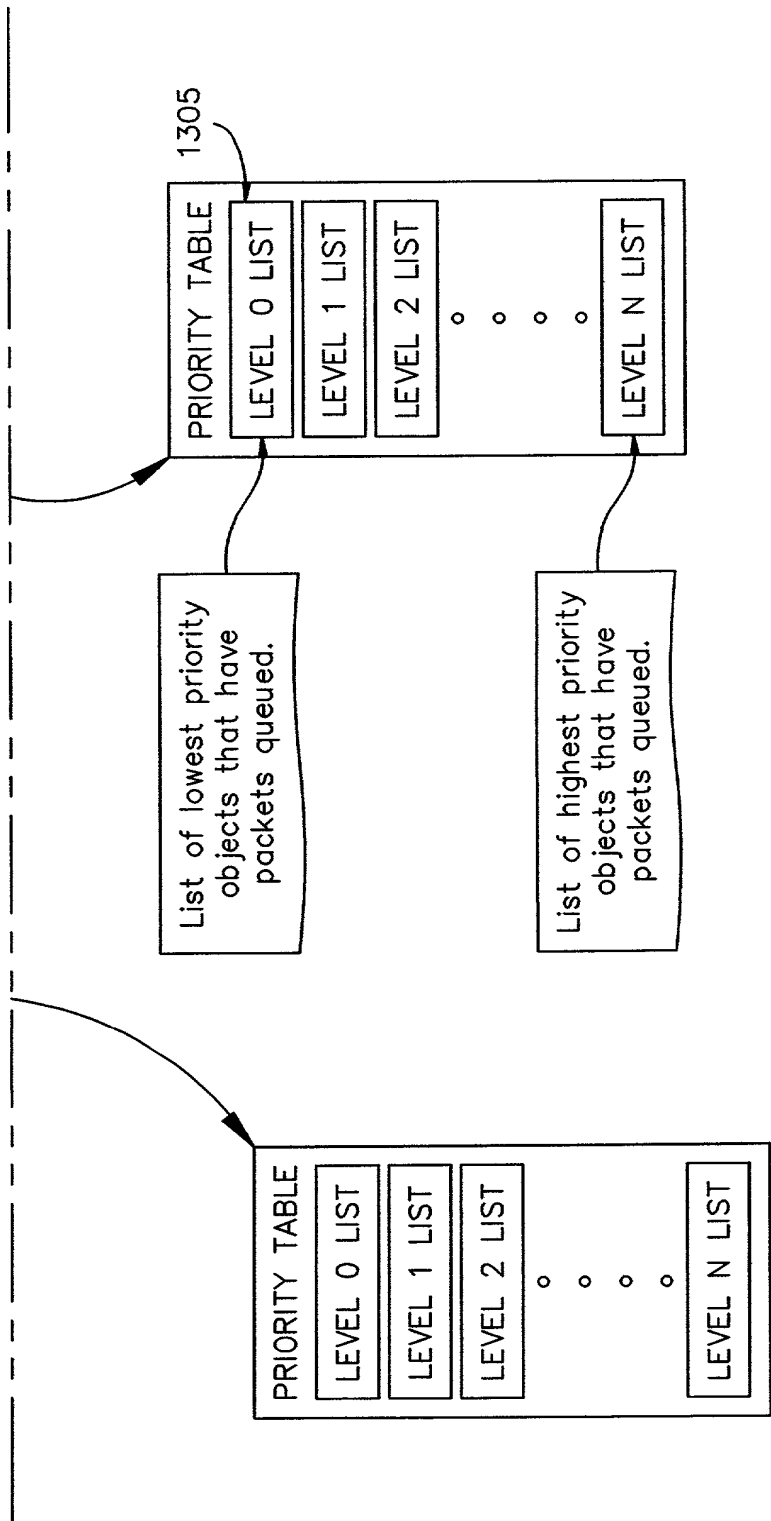 PRIORITY TABLE
LEVEL 0 LIST
LEVEL 1 LIST
LEVEL 2 LIST
LEVEL N LIST
List of lowest priority
objects that have
packets queued.
List of highest priority
objects that have
packets queued.
1305
PRIORITY TABLE
LEVEL 0 LIST
LEVEL 1 LIST
LEVEL 2 LIST
LEVEL N LIST